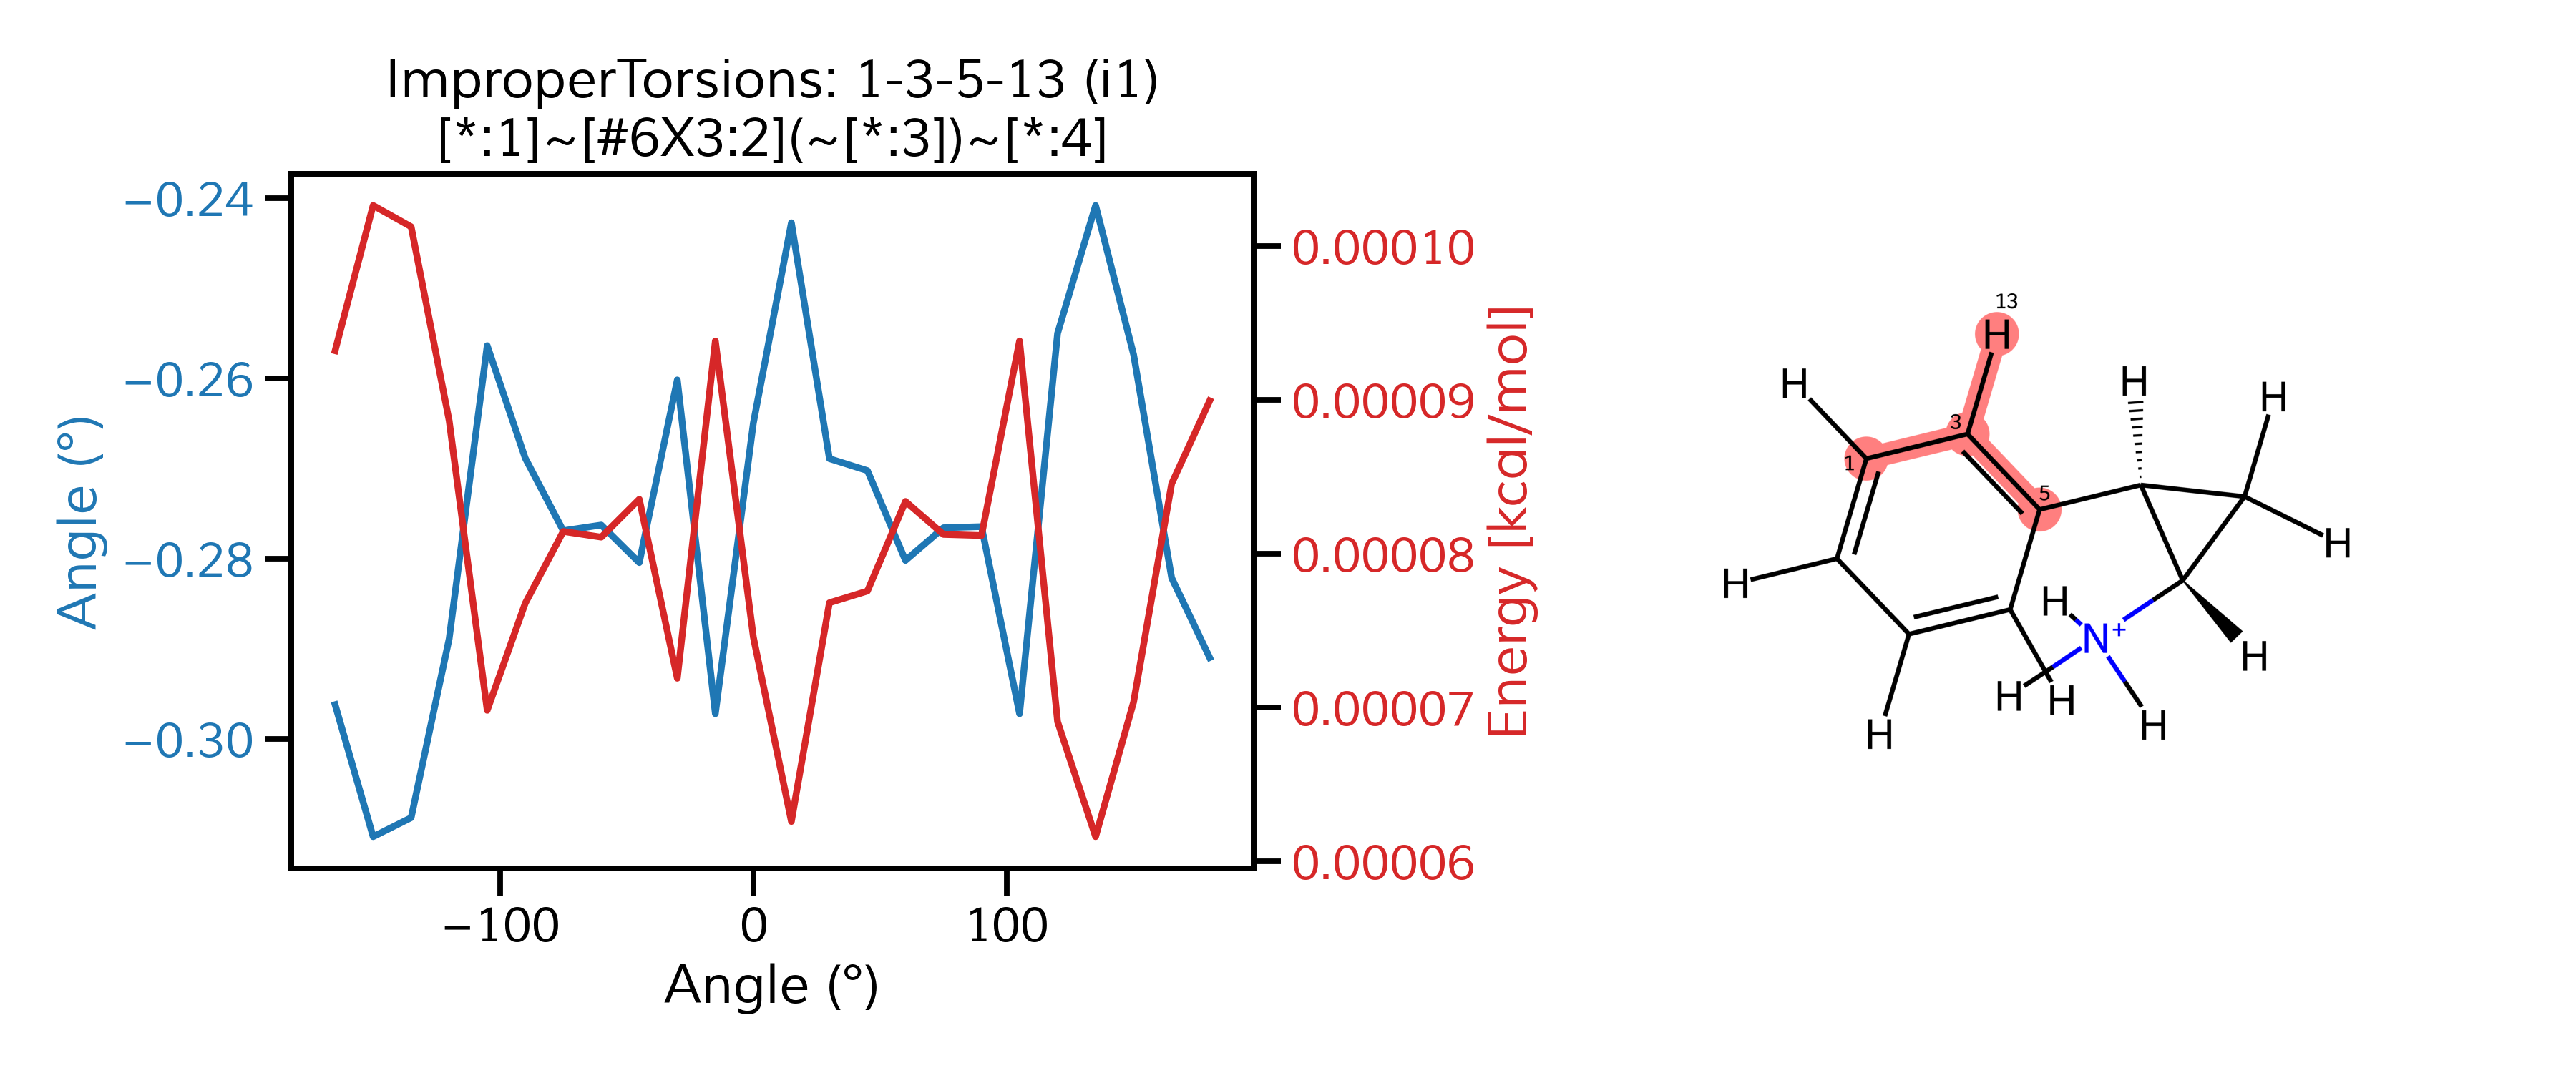 ImproperTorsions: 1-3-5-13 (i1)
[*:1]~[#6X3:2](~[*:3])~[*:4]
−0.24
−0.26
−0.28
−0.30
Angle (°)
0.00010
0.00009
0.00008
0.00007
0.00006
Energy [kcal/mol]
−100
0
100
Angle (°)
13
H
H
H
H
3
1
5
H
H
H
N+
H
H
H
H
H